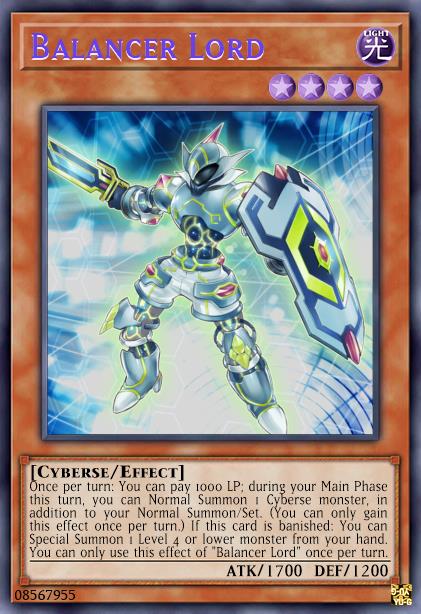 Balancer Lord
LIGHT
光
[Cyberse/Effect]
Once per turn: You can pay 1000 LP; during your Main Phase
this turn, you can Normal Summon 1 Cyberse monster, in
addition to your Normal Summon/Set. (You can only gain
this effect once per turn.) If this card is banished: You can
Special Summon 1 Level 4 or lower monster from your hand.
You can only use this effect of "Balancer Lord" once per turn.
ATK/1700 DEF/1200
08567955